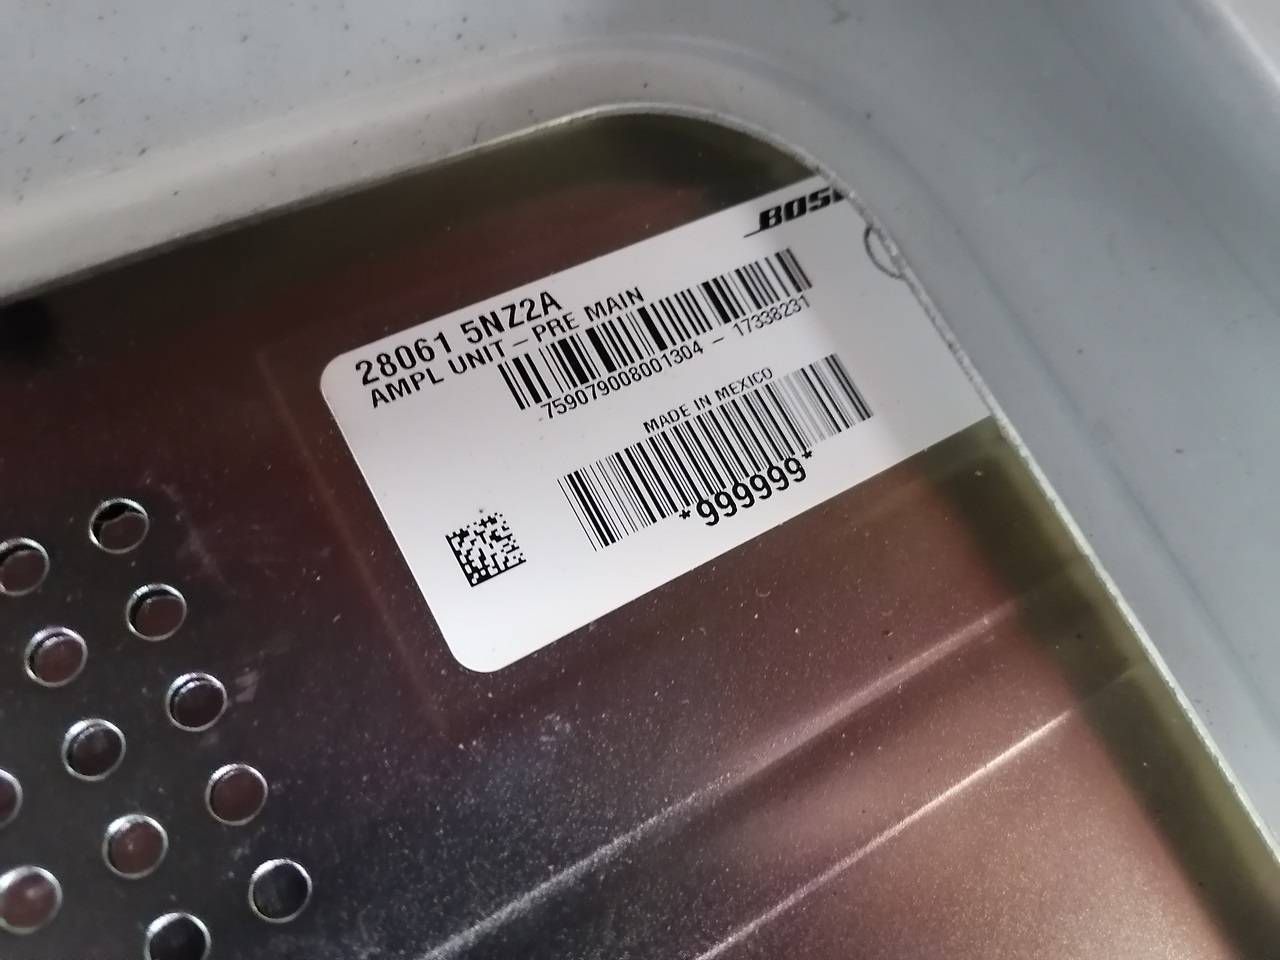 BOSE
28061 5NZ2A
AMPL UNIT-PRE MAIN
759079008001304 - 17338231
MADE IN MEXICO
*999999*